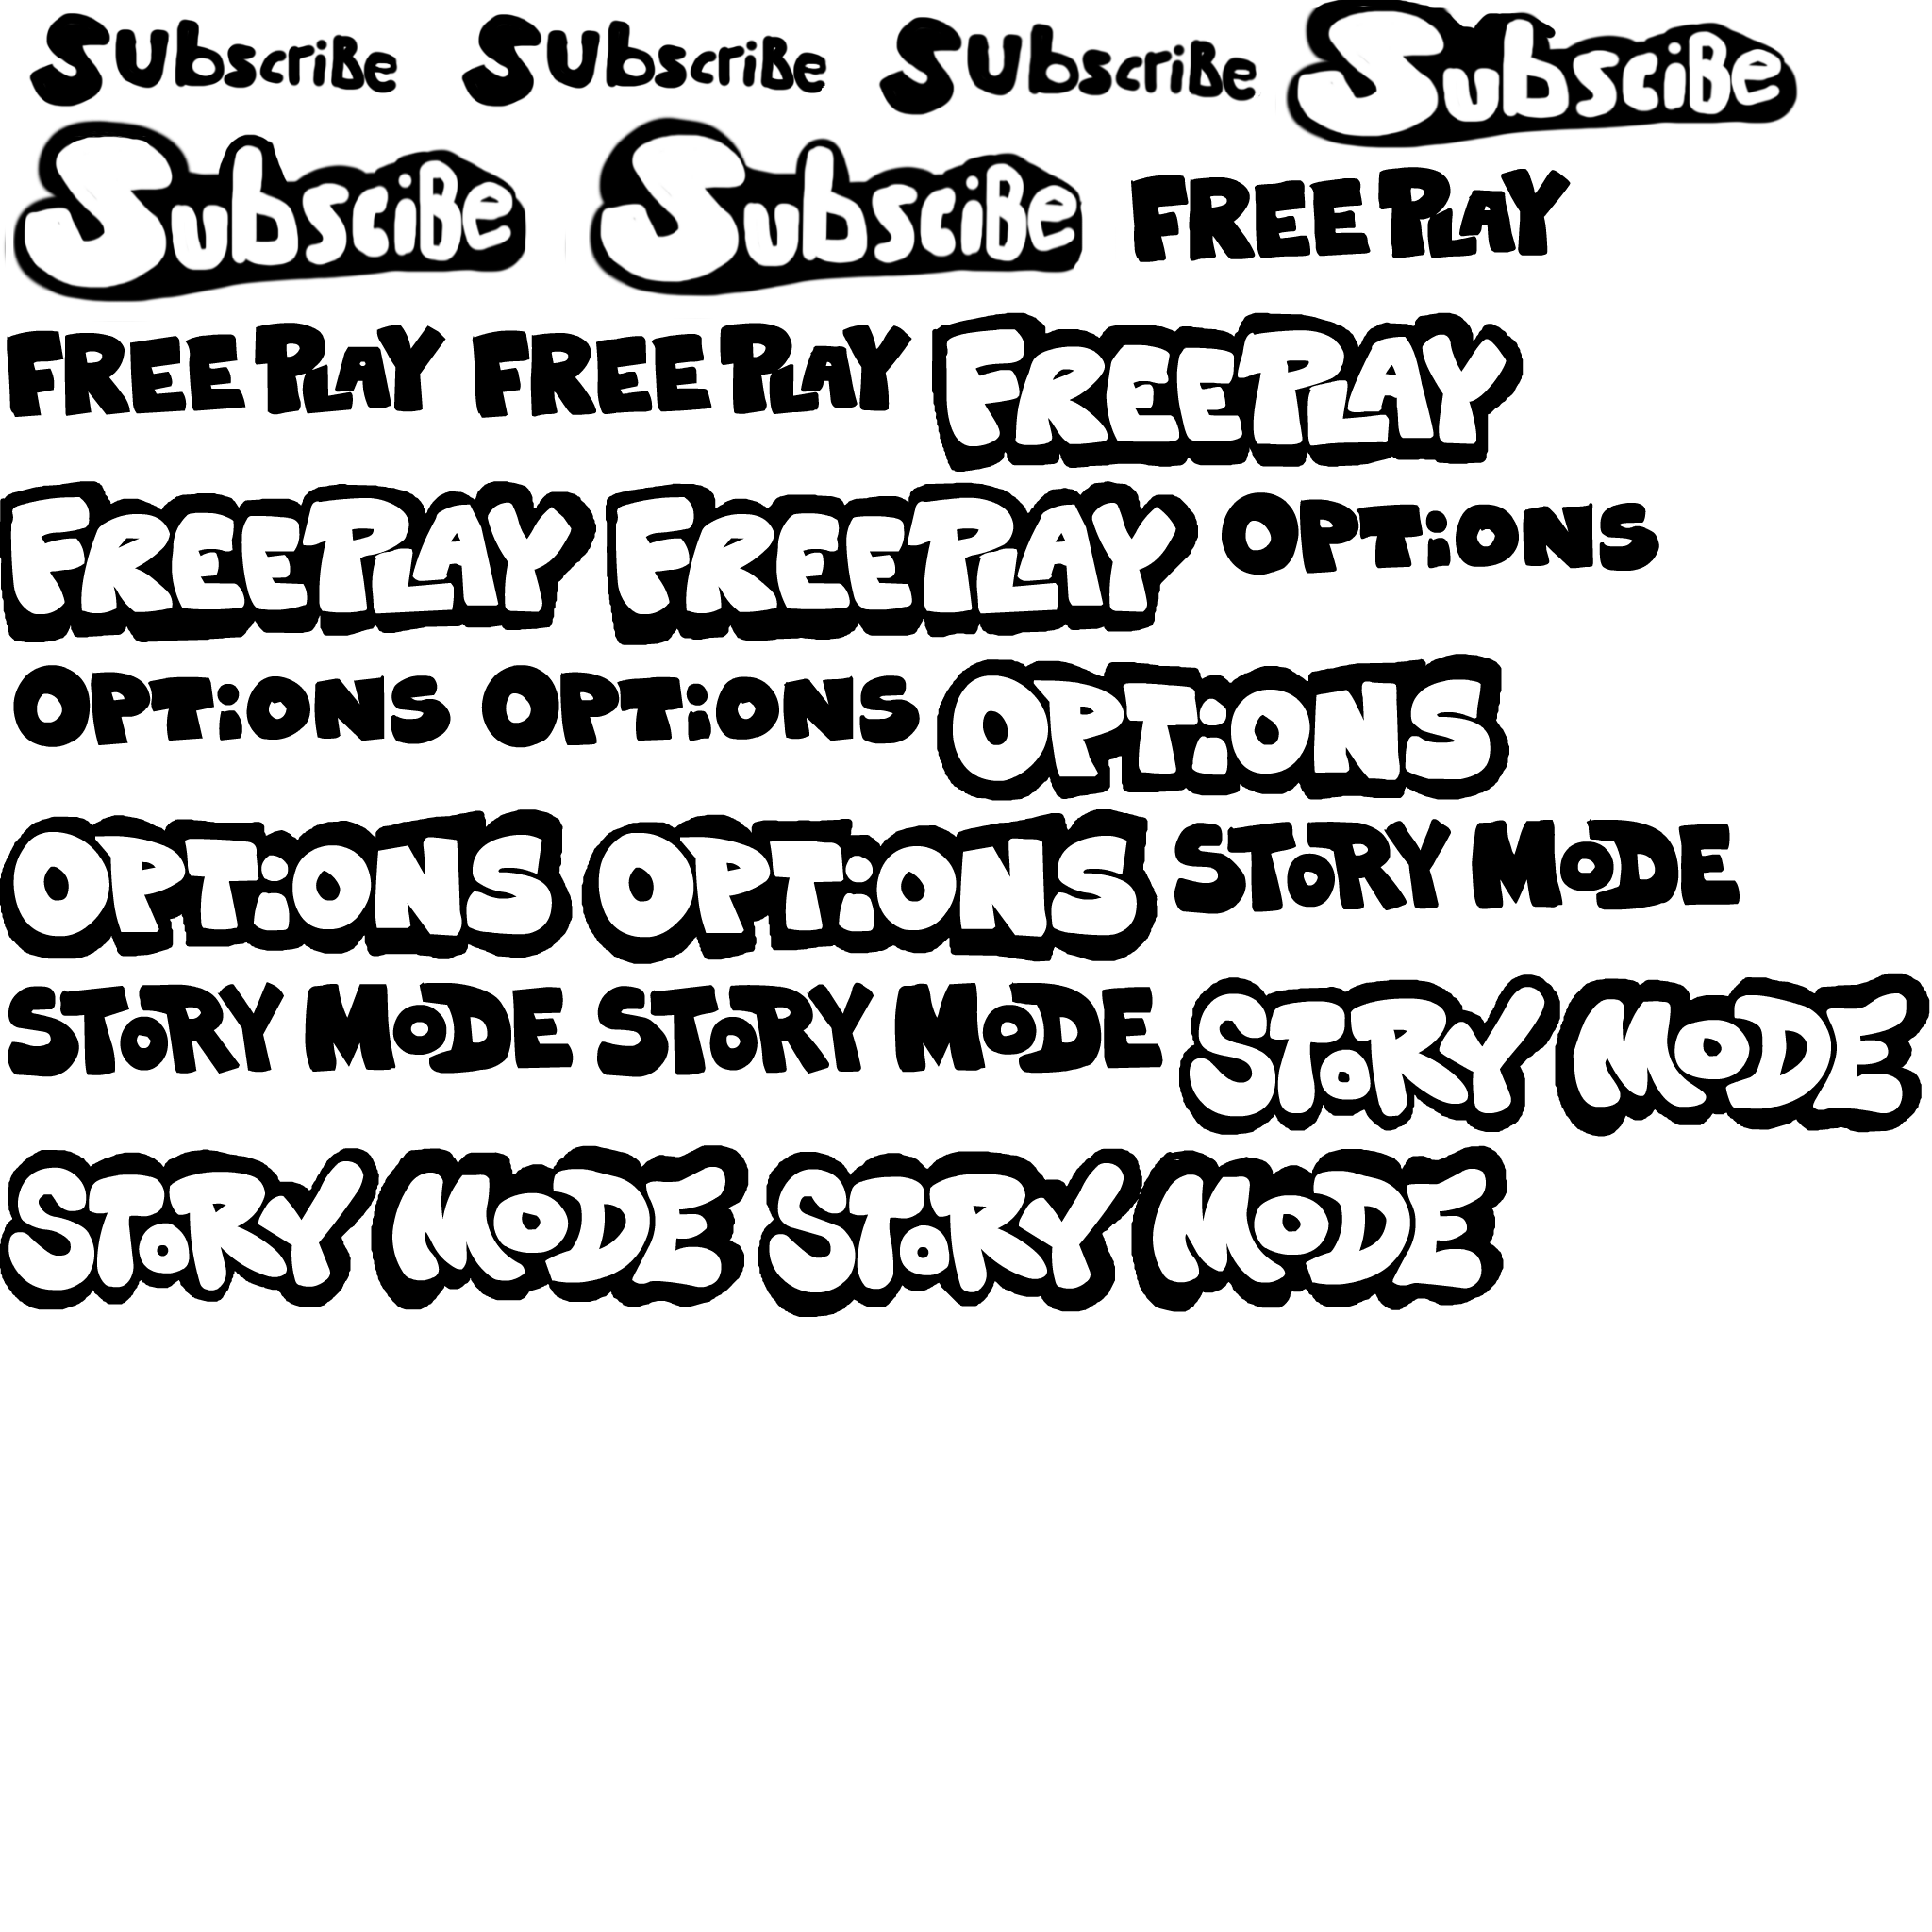 SUbscriBe SUbscriBe SUbscriBe SubsciBe
SubsciBe SubsciBe FREE PLAY
FREE PLAY FREE PLAY FREEPLAY
FREEPLAY FREEPLAY OPTiONS
OPTiONS OPTiONS OPTiONS
OPTiONS OPTiONS STORY MODE
STORY MODE STORY MODE STORY MODE
STORY MODE STORY MODE